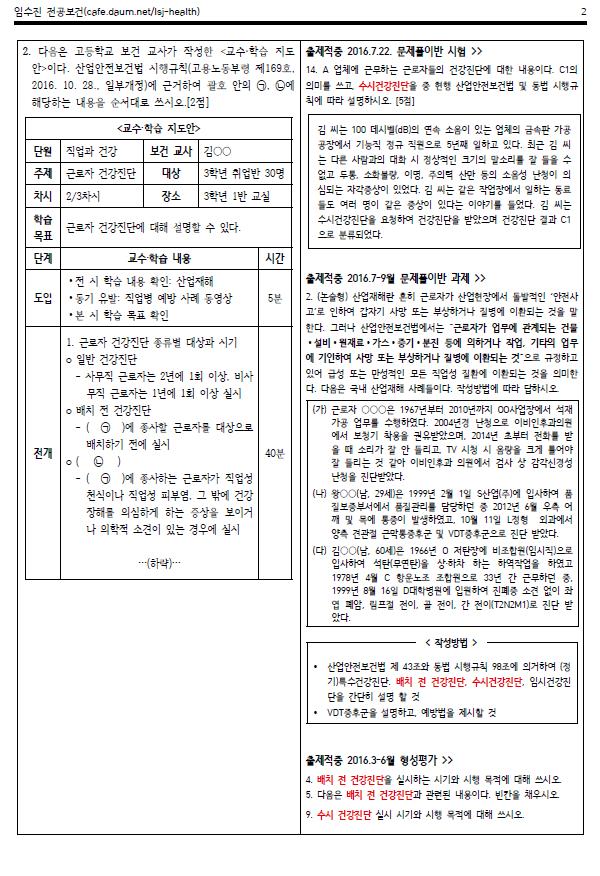 임수진 전공보건(cafe.daum.net/lsj-health)
2
2. 다음은 고등학교 보건 교사가 작성한 <교수·학습 지도
안>이다. 산업안전보건법 시행규칙(고용노동부령 제169호,
2016. 10. 28., 일부개정)에 근거하여 괄호 안의 ㉠, ㉡에
해당하는 내용을 순서대로 쓰시오.[2점]
<교수·학습 지도안>
단원 직업과 건강 보건 교사 김○○
주제 근로자 건강진단 대상 3학년 취업반 30명
차시 2/3차시 장소 3학년 1반 교실
학습
목표
근로자 건강진단에 대해 설명할 수 있다.
단계 교수·학습 내용 시간
도입
•전 시 학습 내용 확인: 산업재해
•동기 유발: 직업병 예방 사례 동영상
•본 시 학습 목표 확인
5분
전개
1. 근로자 건강진단 종류별 대상과 시기
o 일반 건강진단
- 사무직 근로자는 2년에 1회 이상, 비사
무직 근로자는 1년에 1회 이상 실시
o 배치 전 건강진단
- ( ㉠ )에 종사할 근로자를 대상으로
배치하기 전에 실시
o ( ㉡ )
- ( ㉠ )에 종사하는 근로자가 직업성
천식이나 직업성 피부염, 그 밖에 건강
장해를 의심하게 하는 증상을 보이거
나 의학적 소견이 있는 경우에 실시
…(하략)…
40분
출제적중 2016.7.22. 문제풀이반 시험 >>
14. A 업체에 근무하는 근로자들의 건강진단에 대한 내용이다. C1의
의미를 쓰고, 수시건강진단을 중 현행 산업안전보건법 및 동법 시행규
칙에 따라 설명하시오. [5점]
김 씨는 100 데시벨(dB)의 연속 소음이 있는 업체의 금속판 가공
공장에서 기능직 정규 직원으로 5년째 일하고 있다. 최근 김 씨
는 다른 사람과의 대화 시 정상적인 크기의 말소리를 잘 들을 수
없고 두통, 소화불량, 이명, 주의력 산만 등의 소음성 난청이 의
심되는 자각증상이 있었다. 김 씨는 같은 작업장에서 일하는 동료
들도 여러 명이 같은 증상이 있다는 이야기를 들었다. 김 씨는
수시건강진단을 요청하여 건강진단을 받았으며 건강진단 결과 C1
으로 분류되었다.
출제적중 2016.7-9월 문제풀이반 과제 >>
2. (논술형) 산업재해란 흔히 근로자가 산업현장에서 돌발적인 '안전사
고'로 인하여 갑자기 사망 또는 부상하거나 질병에 이환되는 것을 말
한다. 그러나 산업안전보건법에서는 "근로자가 업무에 관계되는 건물
•설비•원재료•가스•증기•분진 등에 의하거나 작업, 기타의 업무
에 기인하여 사망 또는 부상하거나 질병에 이환되는 것"으로 규정하고
있어 급성 또는 만성적인 모든 직업성 질환에 이환되는 것을 의미한
다. 다음은 국내 산업재해 사례들이다. 작성방법에 따라 답하시오.
(가) 근로자 ○○○은 1967년부터 2010년까지 OO사업장에서 석재
가공 업무를 수행하였다. 2004년경 난청으로 이비인후과의원
에서 보청기 착용을 권유받았으며, 2014년 초부터 전화를 받
을 때 소리가 잘 안 들리고, TV 시청 시 음량을 크게 틀어야
잘 들리는 것 같아 이비인후과 의원에서 검사 상 감각신경성
난청을 진단받았다.
(나) 왕○○(남, 29세)은 1999년 2월 1일 S산업(주)에 입사하여 품
질보증부서에서 품질관리를 담당하던 중 2012년 6월 우측 어
깨 및 목에 통증이 발생하였고, 10월 11일 L정형 외과에서
양측 견관절 근막통증후군 및 VDT증후군으로 진단 받았다.
(다) 김○○(남, 60세)은 1966년 O 저탄장에 비조합원(임시직)으로
입사하여 석탄(무연탄)을 상·하차 하는 하역작업을 하였고
1978년 4월 C 항운노조 조합원으로 33년 간 근무하던 중,
1999년 8월 16일 D대학병원에 입원하여 진폐증 소견 없이 좌
엽 폐암, 림프절 전이, 골 전이, 간 전이(T2N2M1)로 진단 받
았다.
< 작성방법 >
• 산업안전보건법 제 43조와 동법 시행규칙 98조에 의거하여 (정
기)특수건강진단, 배치 전 건강진단, 수시건강진단, 임시건강진
단을 간단히 설명 할 것
• VDT증후군을 설명하고, 예방법을 제시할 것
출제적중 2016.3-6월 형성평가 >>
4. 배치 전 건강진단을 실시하는 시기와 시행 목적에 대해 쓰시오.
5. 다음은 배치 전 건강진단과 관련된 내용이다. 빈칸을 채우시오.
9. 수시 건강진단 실시 시기와 시행 목적에 대해 쓰시오.